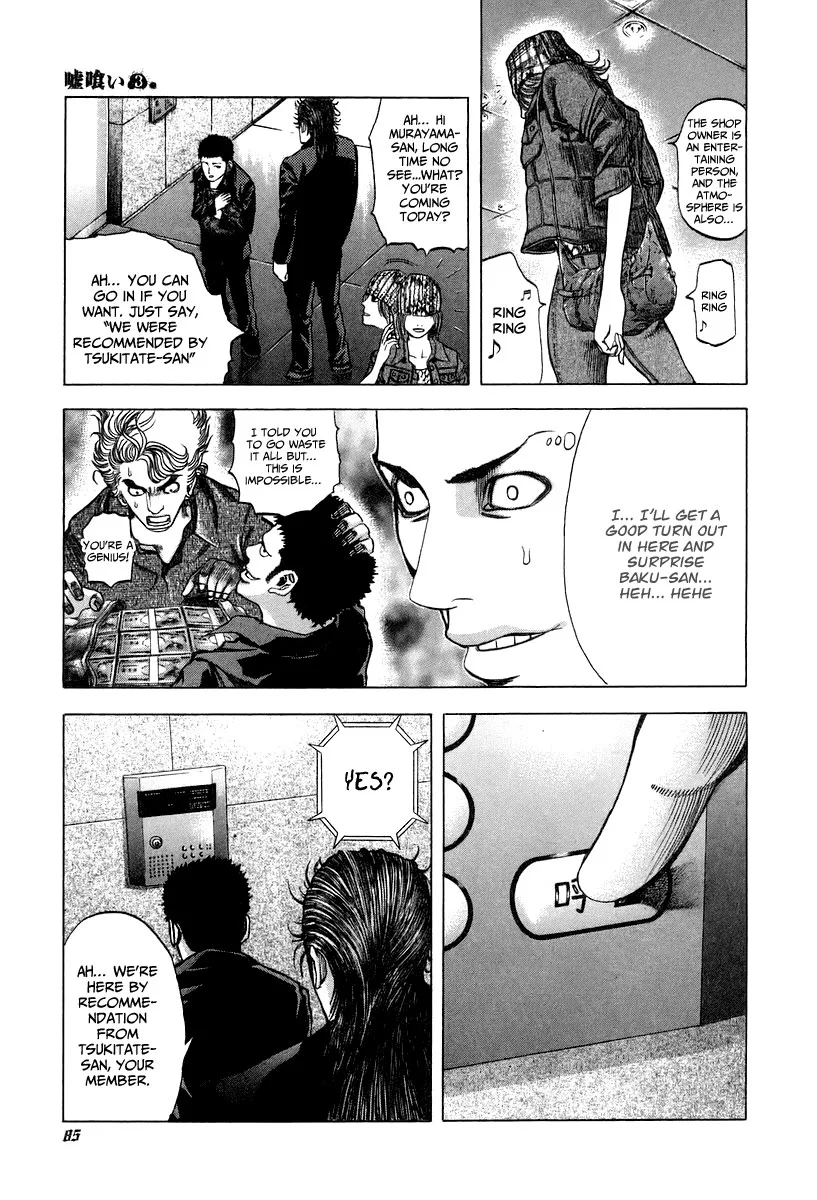 嘘喰い❸.
THE SHOP
OWNER IS
AN ENTER-
TAINING
PERSON,
AND THE
ATMO-
SPHERE IS
ALSO...
RING
RING
♪
♬
RING
RING
♪
AH... HI
MURAYAMA-
SAN, LONG
TIME NO
SEE...WHAT?
YOU'RE
COMING
TODAY?
AH... YOU CAN
GO IN IF YOU
WANT. JUST SAY,
"WE WERE
RECOMMENDED BY
TSUKITATE-SAN"
I... I'LL GET A
GOOD TURN OUT
IN HERE AND
SURPRISE
BAKU-SAN...
HEH... HEHE
I TOLD YOU
TO GO WASTE
IT ALL BUT...
THIS IS
IMPOSSIBLE...
YOU'RE A
GENIUS!
呼
YES?
AH... WE'RE
HERE BY
RECOMME-
NDATION
FROM
TSUKITATE-
SAN, YOUR
MEMBER.
85